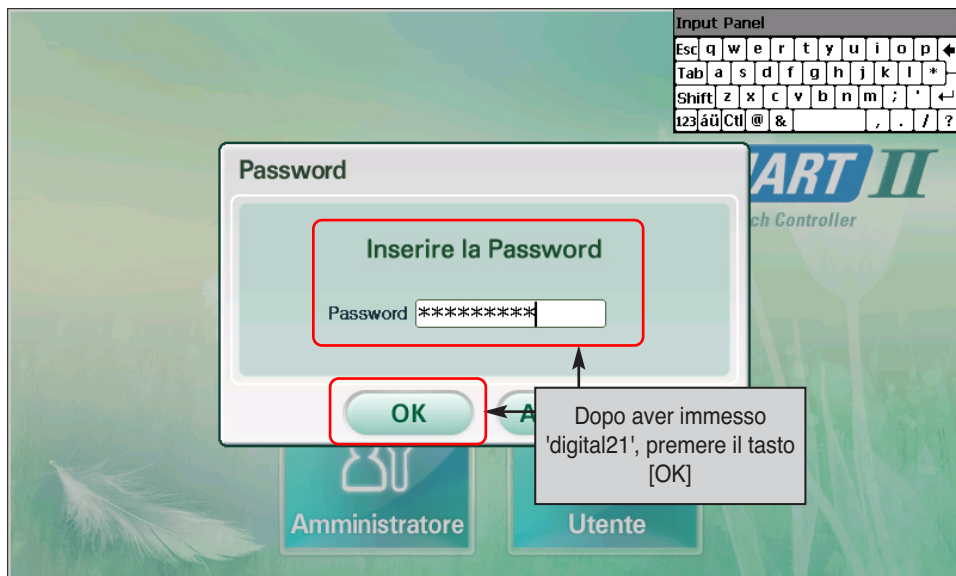 Input Panel
Esc q w e r t y u i o p
Tab a s d f g h j k l *
Shift z x c v b n m ; '
123 áü Ctl @ & , . / ?
Password
ART II
ch Controller
Inserire la Password
Password *********
OK
A
Dopo aver immesso
'digital21', premere il tasto
[OK]
Amministratore
Utente